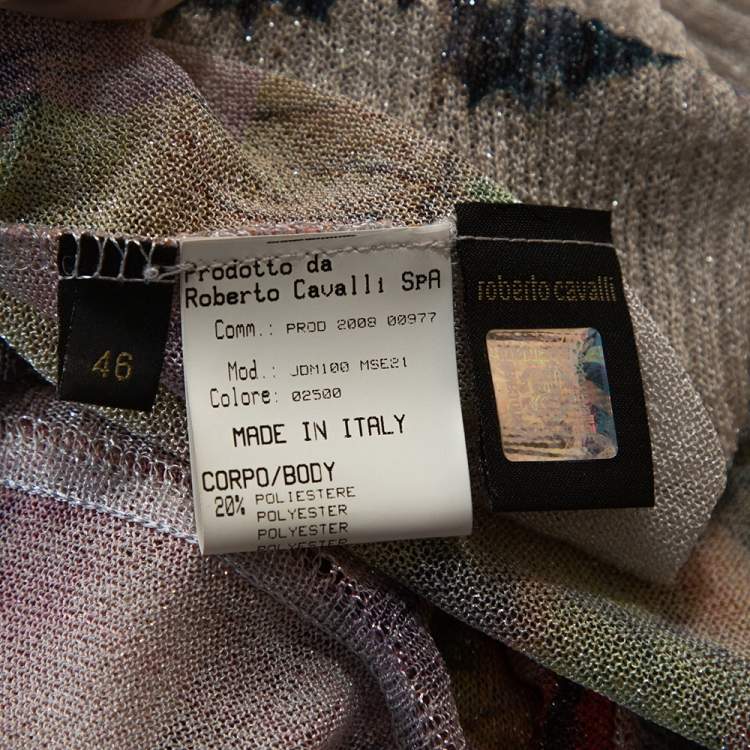 46
Prodotto da
Roberto Cavalli SpA
Comm.: PROD 2008 00977
Mod.: JDM100 MSE21
Colore: 02500
MADE IN ITALY
CORPO/BODY
20% POLIESTERE
POLYESTER
POLYESTER
POLYESTER
roberto cavalli